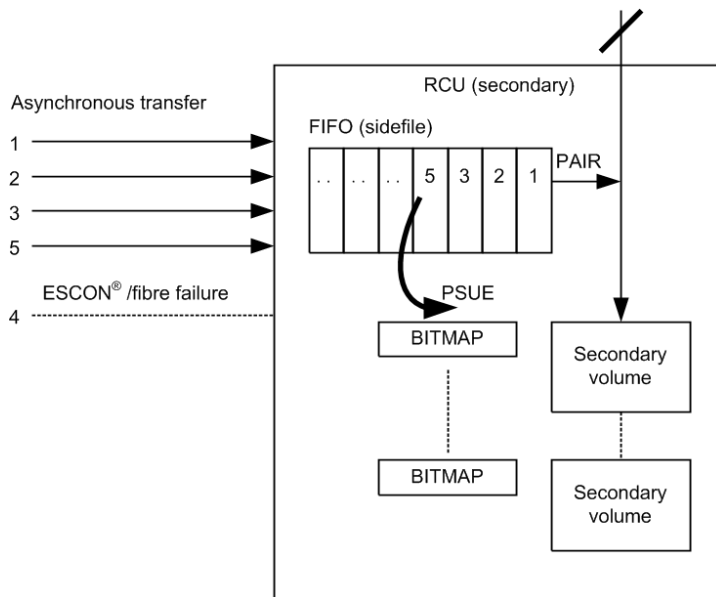 RCU (secondary)
Asynchronous transfer
FIFO (sidefile)
1
2
3
5
ESCON® /fibre failure
4
. . . . . . 5 3 2 1
PAIR
PSUE
BITMAP
BITMAP
Secondary
volume
Secondary
volume